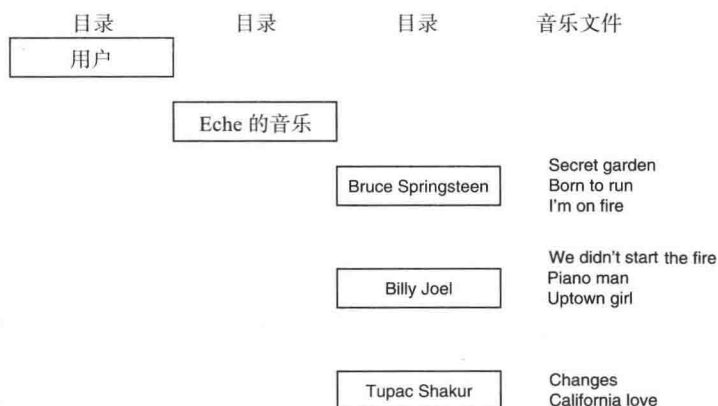 目录 目录 目录 音乐文件
用户
Eche 的音乐
Bruce Springsteen
Secret garden
Born to run
I'm on fire
Billy Joel
We didn't start the fire
Piano man
Uptown girl
Tupac Shakur
Changes
California love